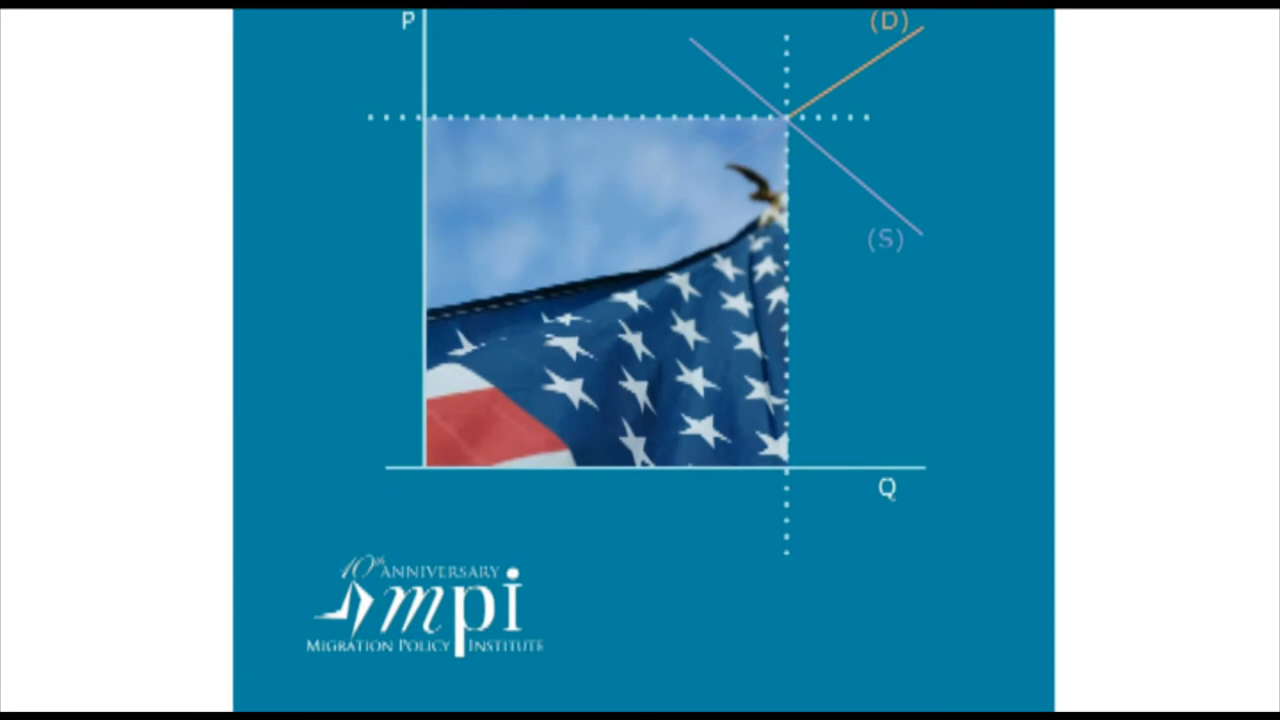 P
(D)
(S)
Q
10th ANNIVERSARY
mpi
MIGRATION POLICY INSTITUTE